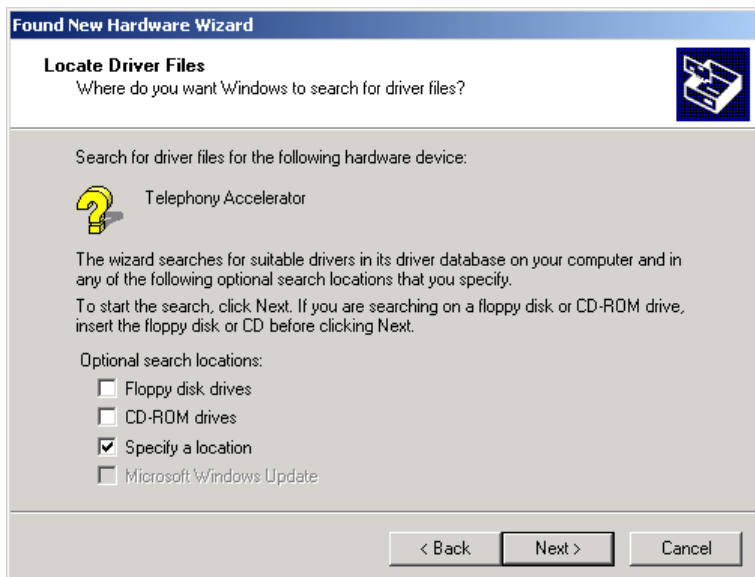 Found New Hardware Wizard
Locate Driver Files
Where do you want Windows to search for driver files?
Search for driver files for the following hardware device:
Telephony Accelerator
The wizard searches for suitable drivers in its driver database on your computer and in
any of the following optional search locations that you specify.
To start the search, click Next. If you are searching on a floppy disk or CD-ROM drive,
insert the floppy disk or CD before clicking Next.
Optional search locations:
Floppy disk drives
CD-ROM drives
Specify a location
Microsoft Windows Update
< Back Next > Cancel